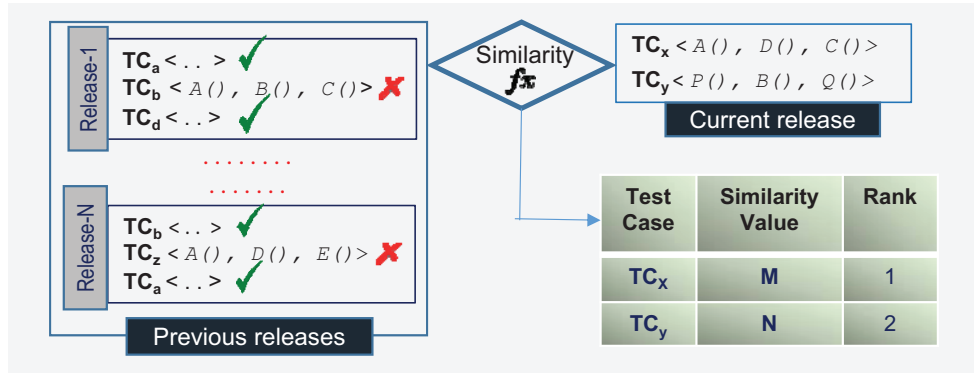 Release-1
TCa <..>
TCb < A(), B(), C()>
TCd <..>
........
.......
Release-N
TCb <..>
TCz <A(), D(), E()>
TCa <..>
Previous releases
Similarity
fx
TCx <A(), D(), C()>
TCy <P(), B(), Q()>
Current release
Test Case Similarity Value Rank
TCX M 1
TCy N 2